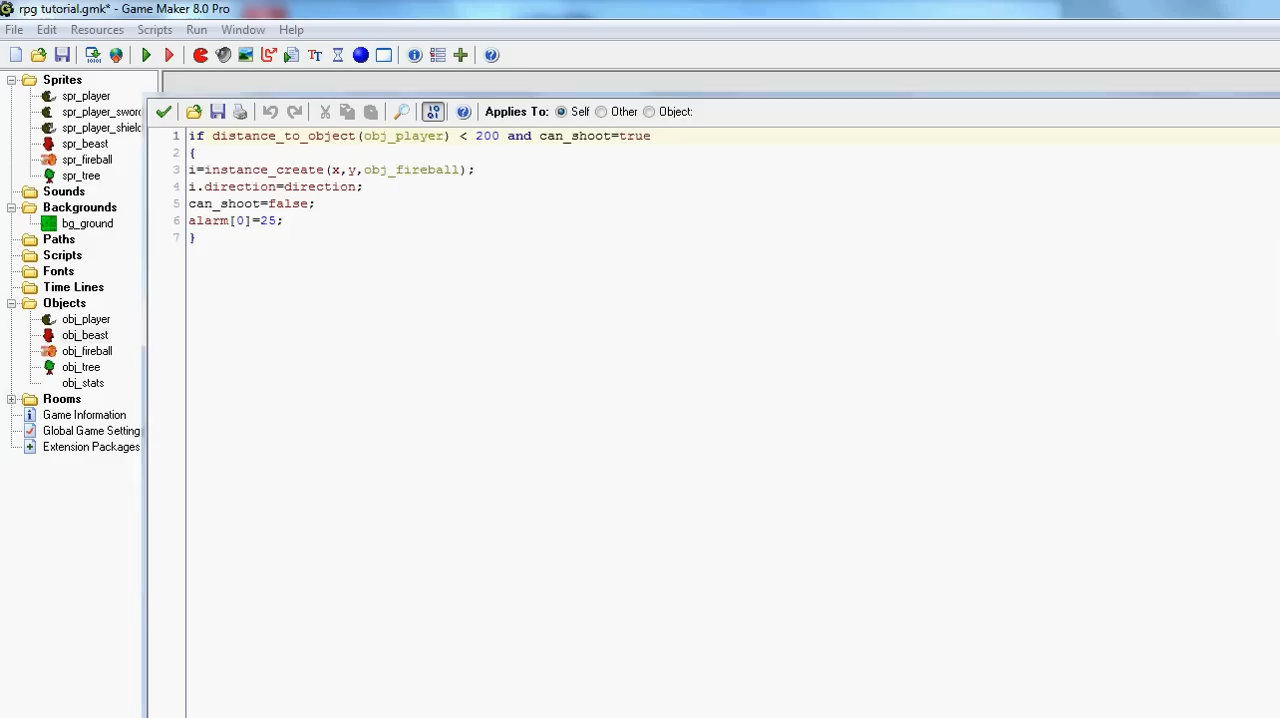 rpg tutorial.gmk* - Game Maker 8.0 Pro
File Edit Resources Scripts Run Window Help
Sprites
spr_player
spr_player_sword
spr_player_shield
spr_beast
spr_fireball
spr_tree
Sounds
Backgrounds
bg_ground
Paths
Scripts
Fonts
Time Lines
Objects
obj_player
obj_beast
obj_fireball
obj_tree
obj_stats
Rooms
Game Information
Global Game Setting
Extension Packages
Applies To: Self Other Object:
1 if distance_to_object(obj_player) < 200 and can_shoot=true
2 {
3 i=instance_create(x,y,obj_fireball);
4 i.direction=direction;
5 can_shoot=false;
6 alarm[0]=25;
7 }